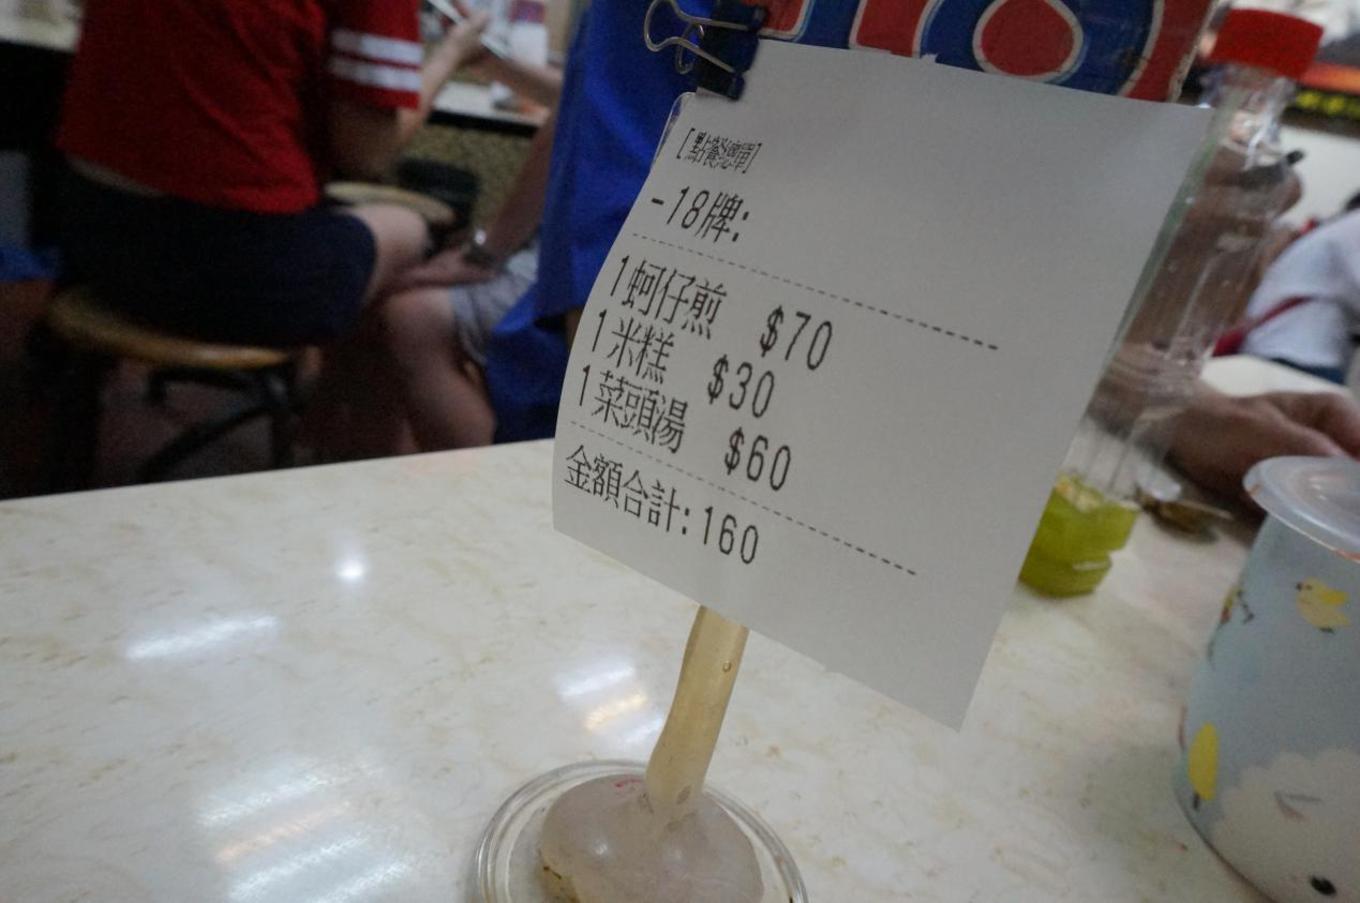 [點餐總單]
-18牌:
1蚵仔煎 $70
1米糕 $30
1菜頭湯 $60
金額合計:160